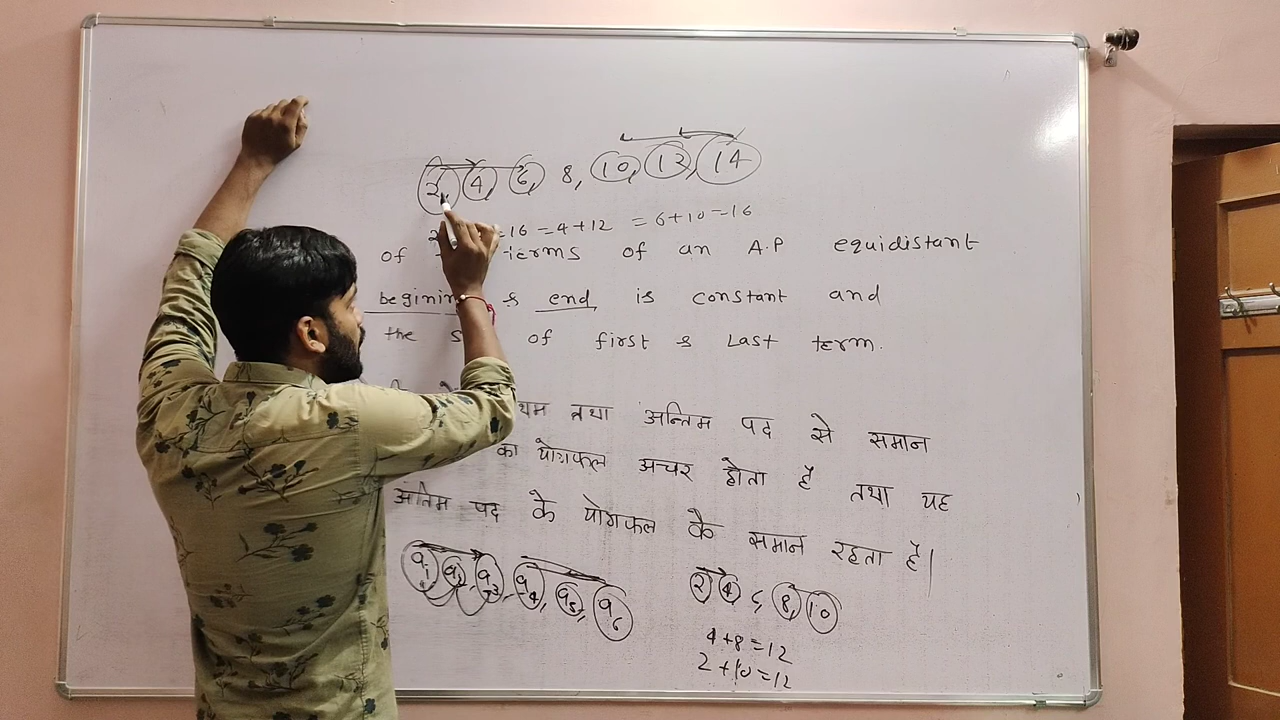 2, 4, 6, 8, 10, 12, 14
=16 = 4+12 = 6+10 = 16
of terms of an A.P equidistant
begining & end is constant and
the of first & Last term.
तथा अन्तिम पद से समान
का योगफल अचर होता है तथा यह
अंतिम पद के योगफल के समान रहता है।
a1 a2, a3, a4, a5, a6
2 4 6 8, 10
4+8=12
2+10=12